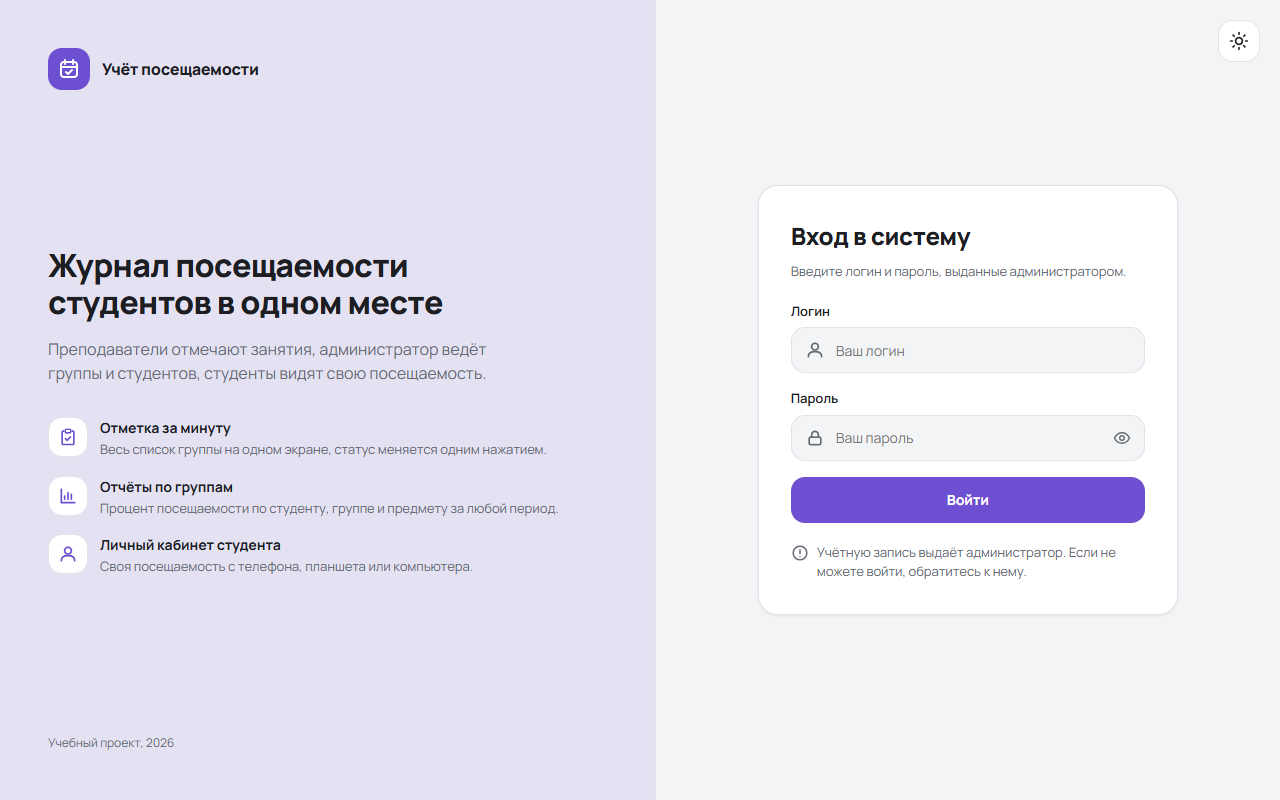 Учёт посещаемости
Журнал посещаемости
студентов в одном месте
Преподаватели отмечают занятия, администратор ведёт
группы и студентов, студенты видят свою посещаемость.
Отметка за минуту
Весь список группы на одном экране, статус меняется одним нажатием.
Отчёты по группам
Процент посещаемости по студенту, группе и предмету за любой период.
Личный кабинет студента
Своя посещаемость с телефона, планшета или компьютера.
Учебный проект, 2026
Вход в систему
Введите логин и пароль, выданные администратором.
Логин
Ваш логин
Пароль
Ваш пароль
Войти
Учётную запись выдаёт администратор. Если не
можете войти, обратитесь к нему.